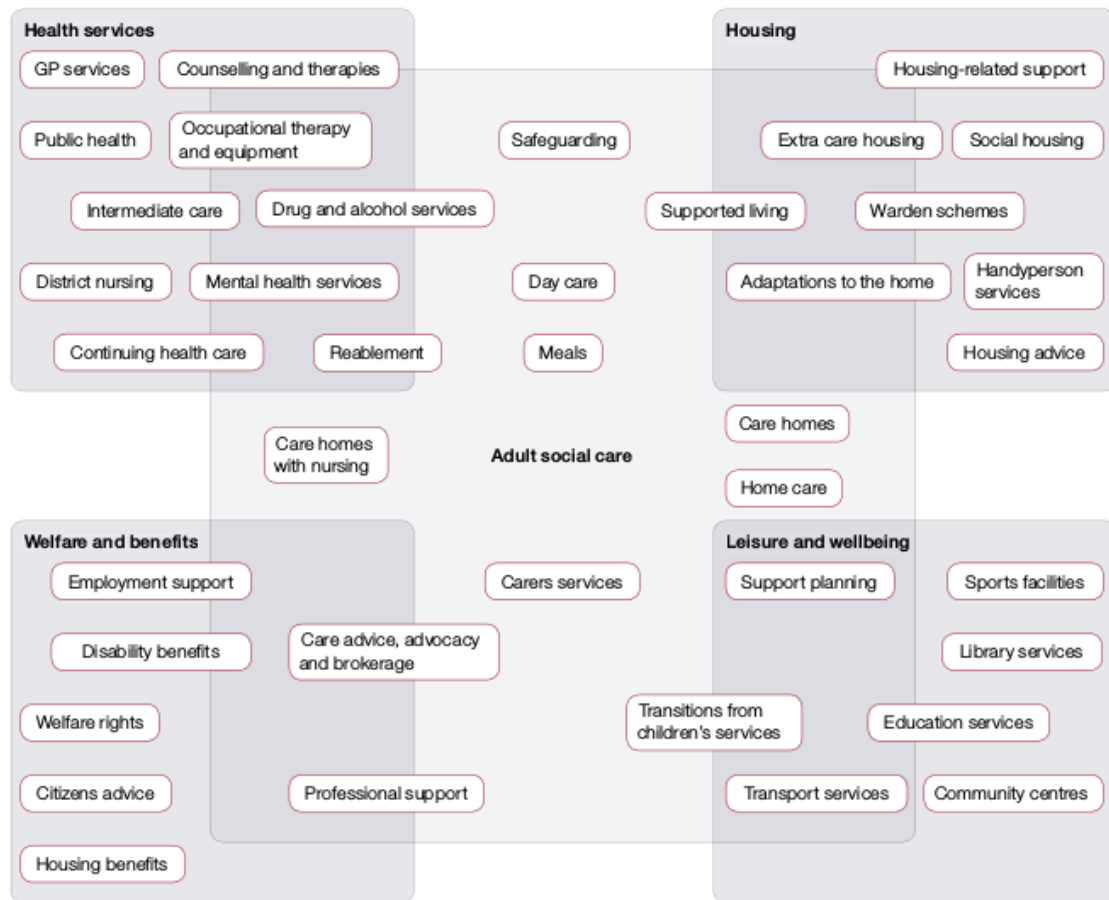 Health services
GP services
Counselling and therapies
Public health
Occupational therapy
and equipment
Intermediate care
Drug and alcohol services
District nursing
Mental health services
Continuing health care
Reablement
Safeguarding
Day care
Meals
Housing
Housing-related support
Extra care housing
Social housing
Supported living
Warden schemes
Adaptations to the home
Handyperson
services
Housing advice
Care homes
with nursing
Adult social care
Care homes
Home care
Welfare and benefits
Employment support
Disability benefits
Care advice, advocacy
and brokerage
Welfare rights
Citizens advice
Professional support
Housing benefits
Carers services
Leisure and wellbeing
Support planning
Sports facilities
Library services
Transitions from
children's services
Education services
Transport services
Community centres